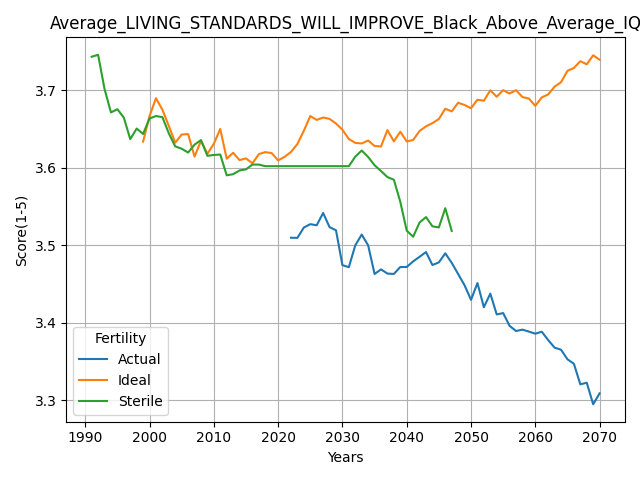 Average_LIVING_STANDARDS_WILL_IMPROVE_Black_Above_Average_IQ
3.7
3.6
3.5
3.4
3.3
Score(1-5)
Fertility
Actual
Ideal
Sterile
1990 2000 2010 2020 2030 2040 2050 2060 2070
Years